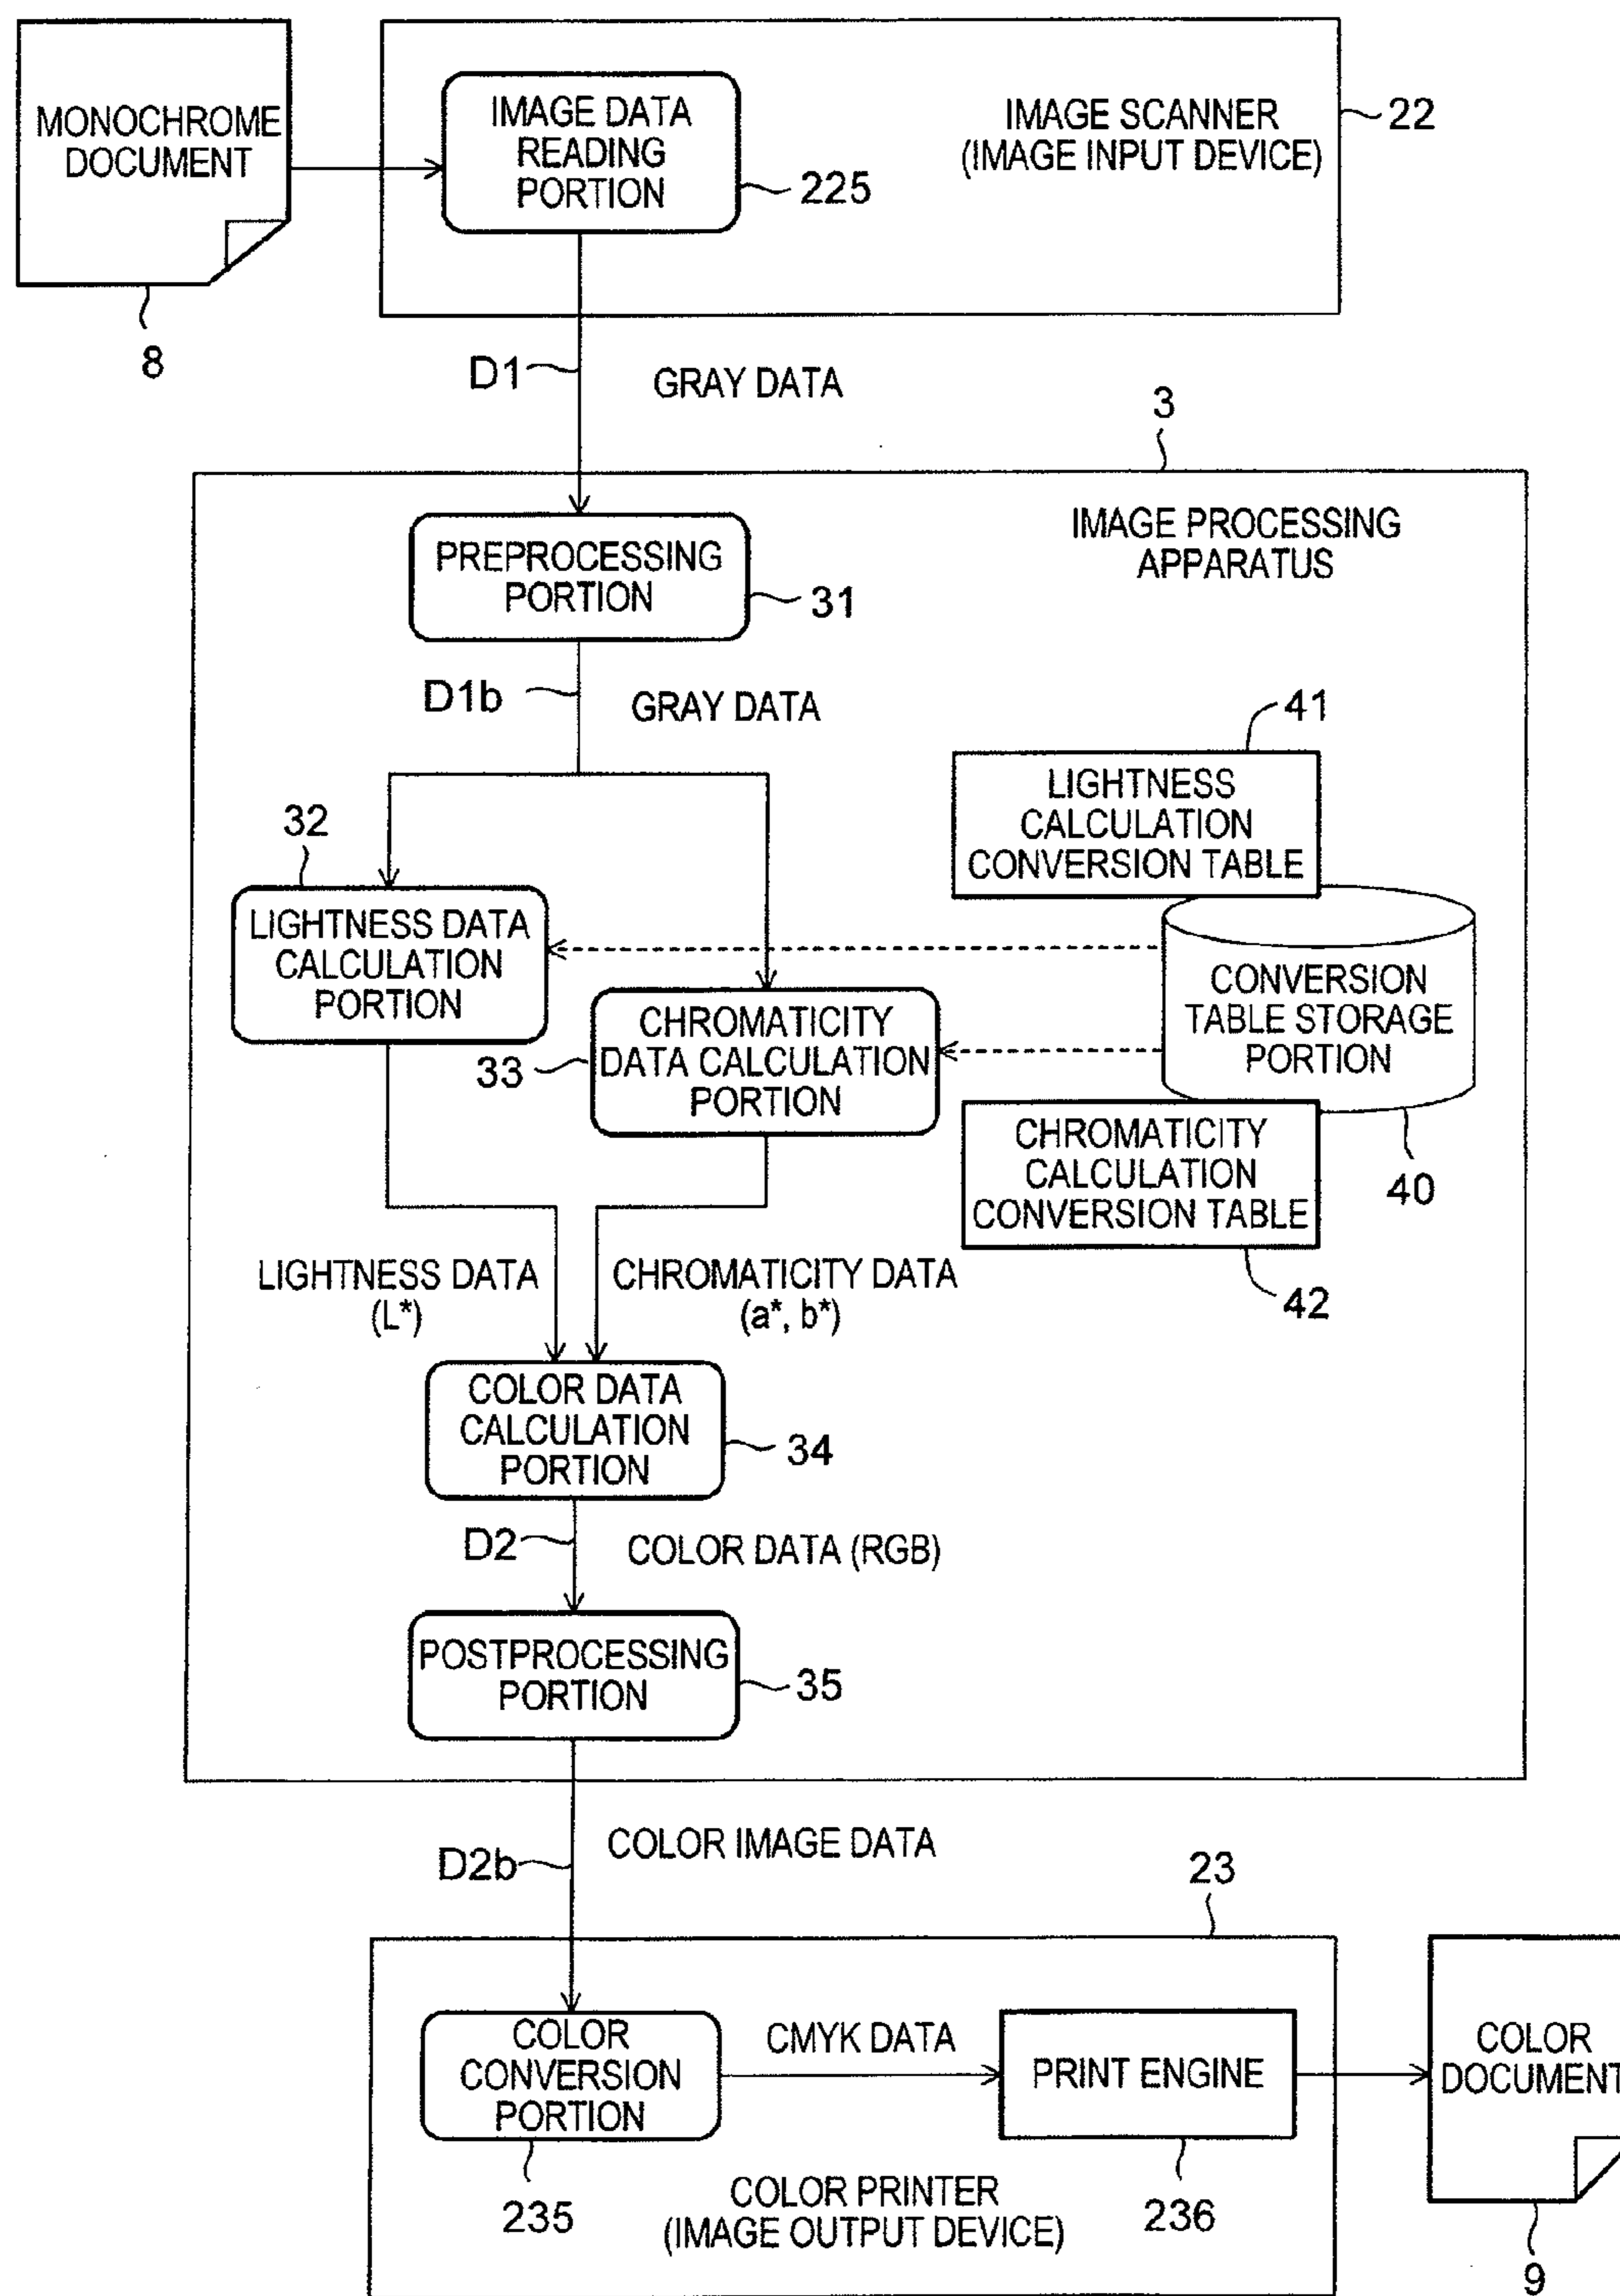 MONOCHROME
DOCUMENT
8
IMAGE DATA
READING
PORTION
225
IMAGE SCANNER
(IMAGE INPUT DEVICE)
22
D1
GRAY DATA
3
IMAGE PROCESSING
APPARATUS
PREPROCESSING
PORTION
31
D1b
GRAY DATA
41
LIGHTNESS
CALCULATION
CONVERSION TABLE
32
LIGHTNESS DATA
CALCULATION
PORTION
CONVERSION
TABLE STORAGE
PORTION
40
33
CHROMATICITY
DATA CALCULATION
PORTION
CHROMATICITY
CALCULATION
CONVERSION TABLE
42
LIGHTNESS DATA
(L*)
CHROMATICITY DATA
(a*, b*)
COLOR DATA
CALCULATION
PORTION
34
D2
COLOR DATA (RGB)
POSTPROCESSING
PORTION
35
D2b
COLOR IMAGE DATA
23
COLOR
CONVERSION
PORTION
235
CMYK DATA
PRINT ENGINE
236
COLOR PRINTER
(IMAGE OUTPUT DEVICE)
COLOR
DOCUMENT
9